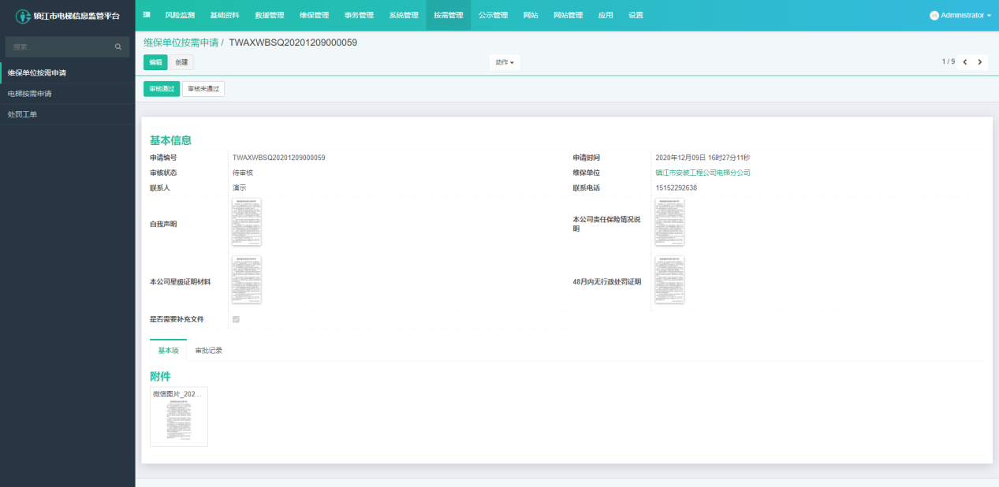 镇江市电梯信息监管平台
风险监测 基础资料 救援管理 维保管理 事务管理 系统管理 按需管理 公示管理 网站 网站管理 应用 设置
Administrator
搜索...
维保单位按需申请
电梯按需申请
处罚工单
维保单位按需申请 / TWAXWBSQ20201209000059
编辑 创建
动作
1 / 9
审核通过 审核未通过
基本信息
申请编号 TWAXWBSQ20201209000059 申请时间 2020年12月09日 16时27分11秒
审核状态 待审核 维保单位 镇江市安装工程公司电梯分公司
联系人 演示 联系电话 15152292638
自我声明 本公司责任保险情况说
明
本公司星级证明材料 48月内无行政处罚证明
是否需要补充文件
基本项 审批记录
附件
微信图片_202...